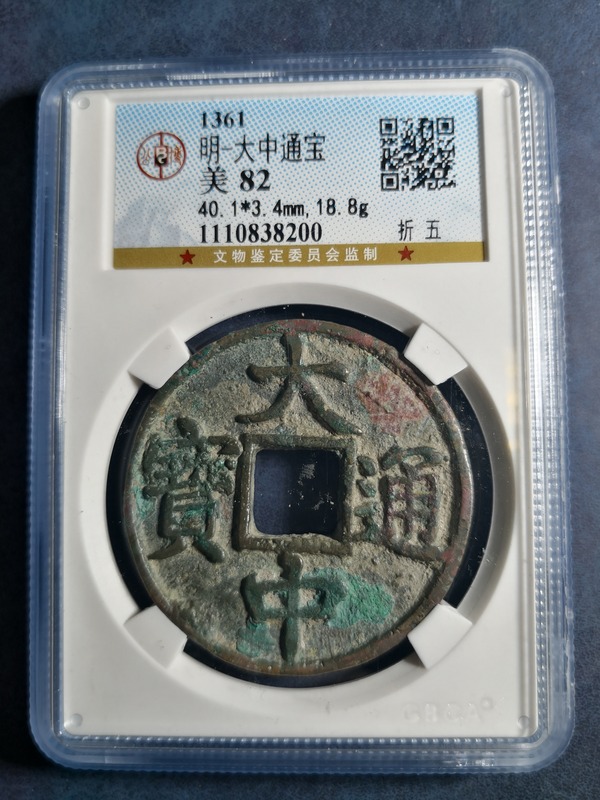 1361
明-大中通宝
美 82
40.1*3.4mm,18.8g
1110838200
折 五
★ 文物鉴定委员会监制 ★
大
寶 通
中